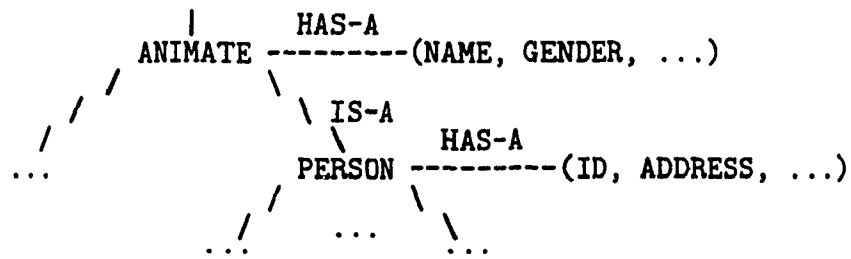 HAS-A
ANIMATE ---------(NAME, GENDER, ...)
IS-A
HAS-A
...
PERSON ---------(ID, ADDRESS, ...)
...
...
...